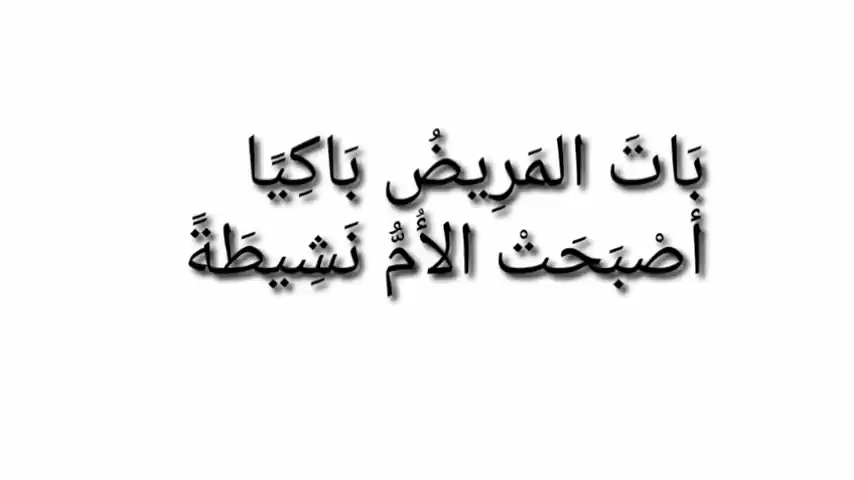 بَاتَ المَرِيضُ بَاكِيًا
أَصْبَحَتْ الأُمُّ نَشِيطَةً